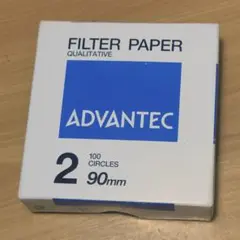 FILTER PAPER
QUALITATIVE
ADVANTEC
2 100 CIRCLES 90mm